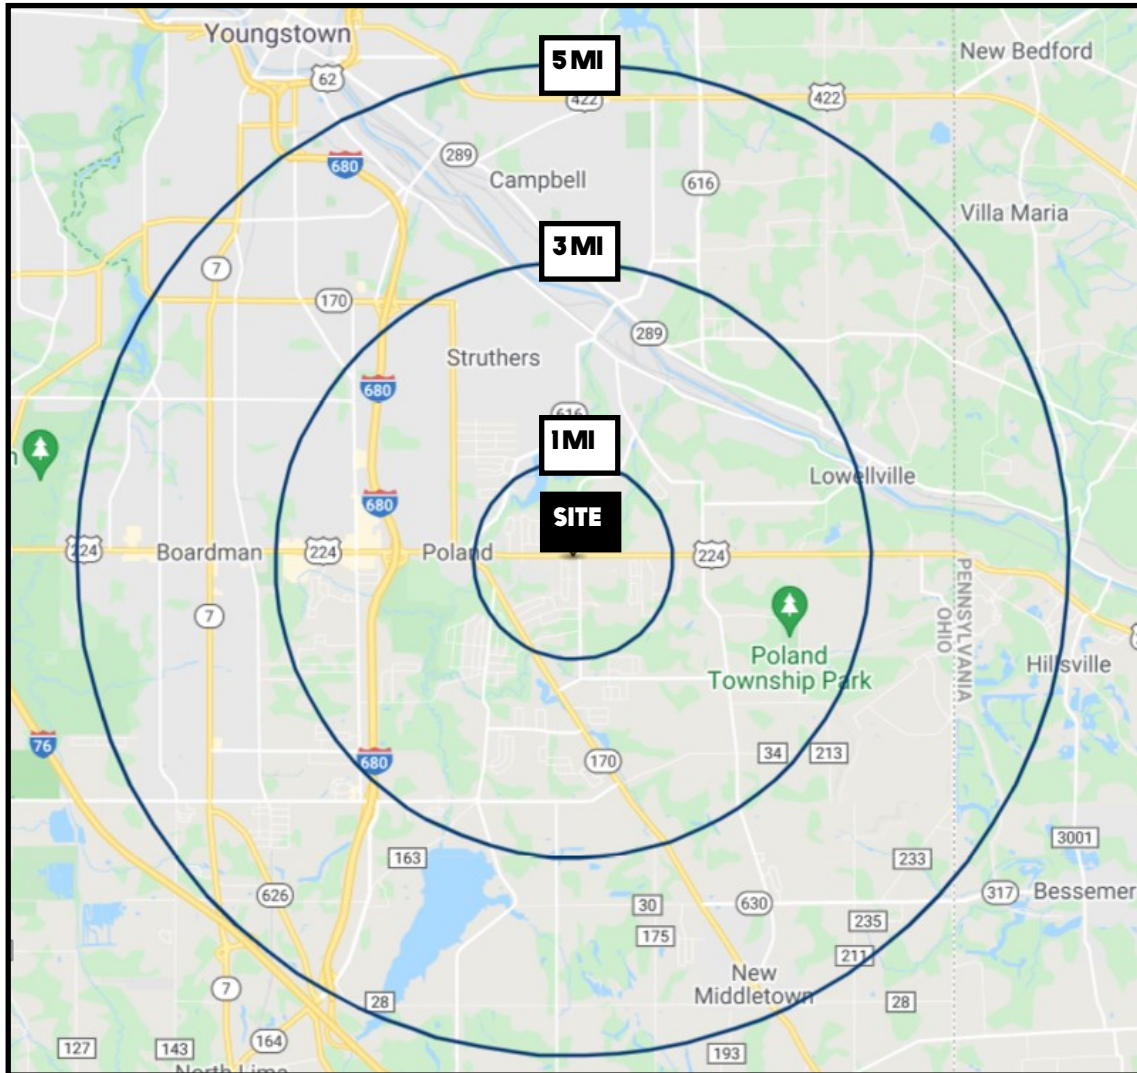 Youngstown
5 MI
New Bedford
62
422
422
680
289
Campbell
616
Villa Maria
3 MI
7
170
289
Struthers
680
616
1 MI
Lowellville
680
SITE
224
Boardman
224
Poland
224
PENNSYLVANIA
OHIO
7
Poland
Township Park
Hillsville
76
680
170
34
213
163
3001
233
626
30
630
317
Bessemer
235
175
211
New
Middletown
7
28
28
127
143
164
193
North Lima